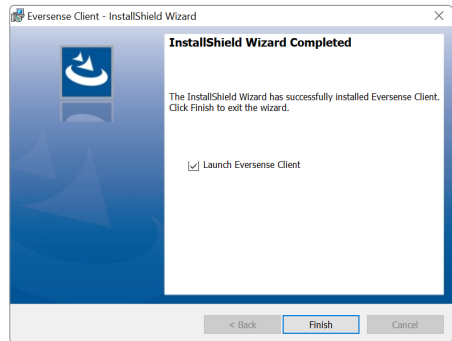 Eversense Client - InstallShield Wizard
InstallShield Wizard Completed
The InstallShield Wizard has successfully installed Eversense Client.
Click Finish to exit the wizard.
Launch Eversense Client
< Back
Finish
Cancel